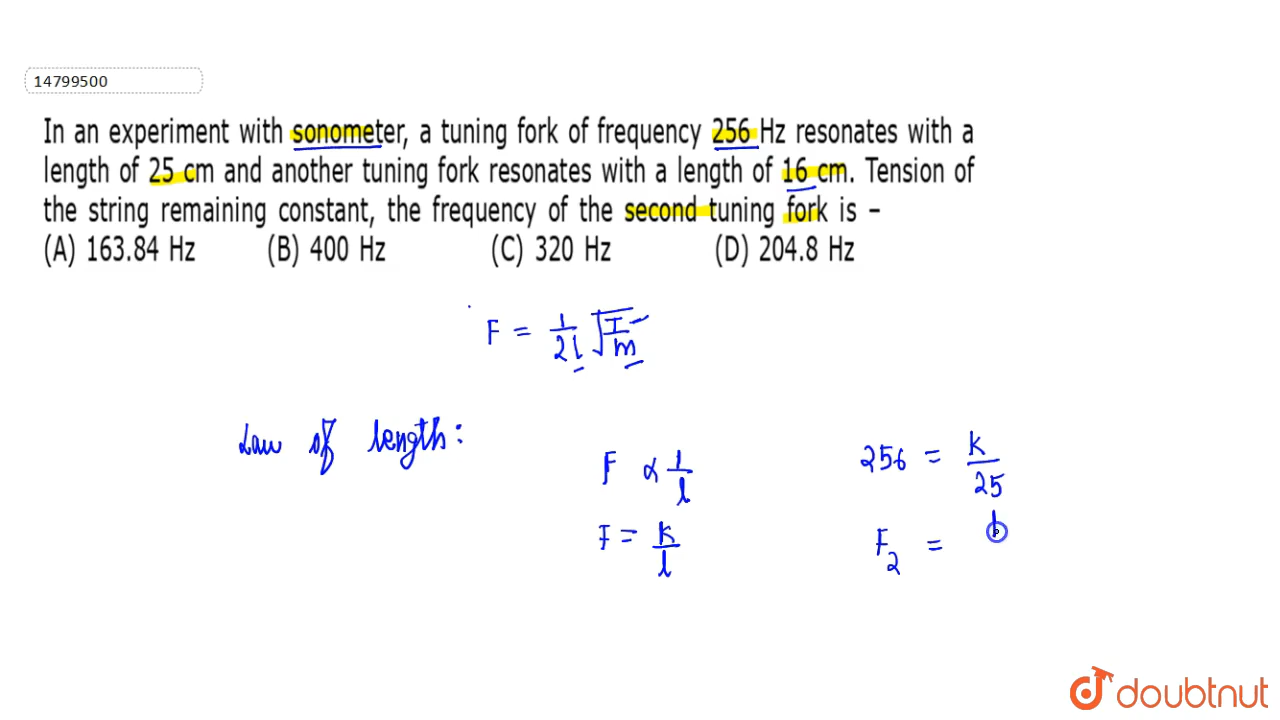 14799500
In an experiment with sonometer, a tuning fork of frequency 256 Hz resonates with a
length of 25 cm and another tuning fork resonates with a length of 16 cm. Tension of
the string remaining constant, the frequency of the second tuning fork is –
(A) 163.84 Hz (B) 400 Hz (C) 320 Hz (D) 204.8 Hz
F = 1/2l √T/m
Law of length:
F ∝ 1/l
F = k/l
256 = k/25
F₂ =
doubtnut